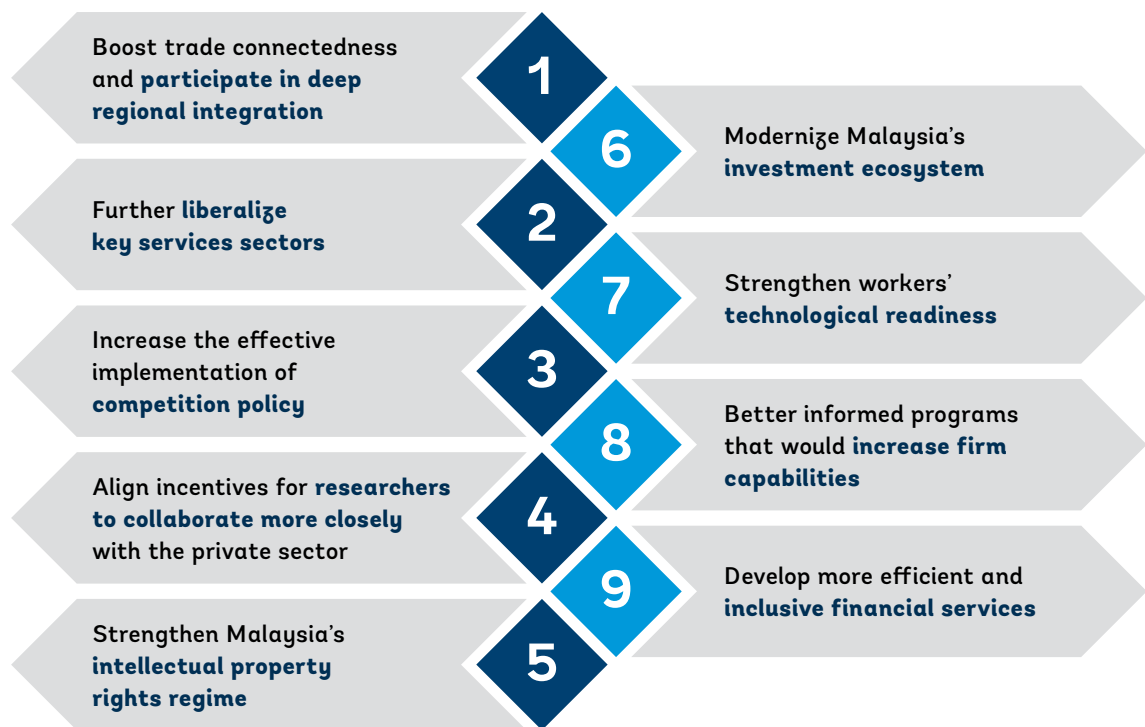 1
Boost trade connectedness
and participate in deep
regional integration
2
Further liberalize
key services sectors
3
Increase the effective
implementation of
competition policy
4
Align incentives for researchers
to collaborate more closely
with the private sector
5
Strengthen Malaysia's
intellectual property
rights regime
6
Modernize Malaysia's
investment ecosystem
7
Strengthen workers'
technological readiness
8
Better informed programs
that would increase firm
capabilities
9
Develop more efficient and
inclusive financial services